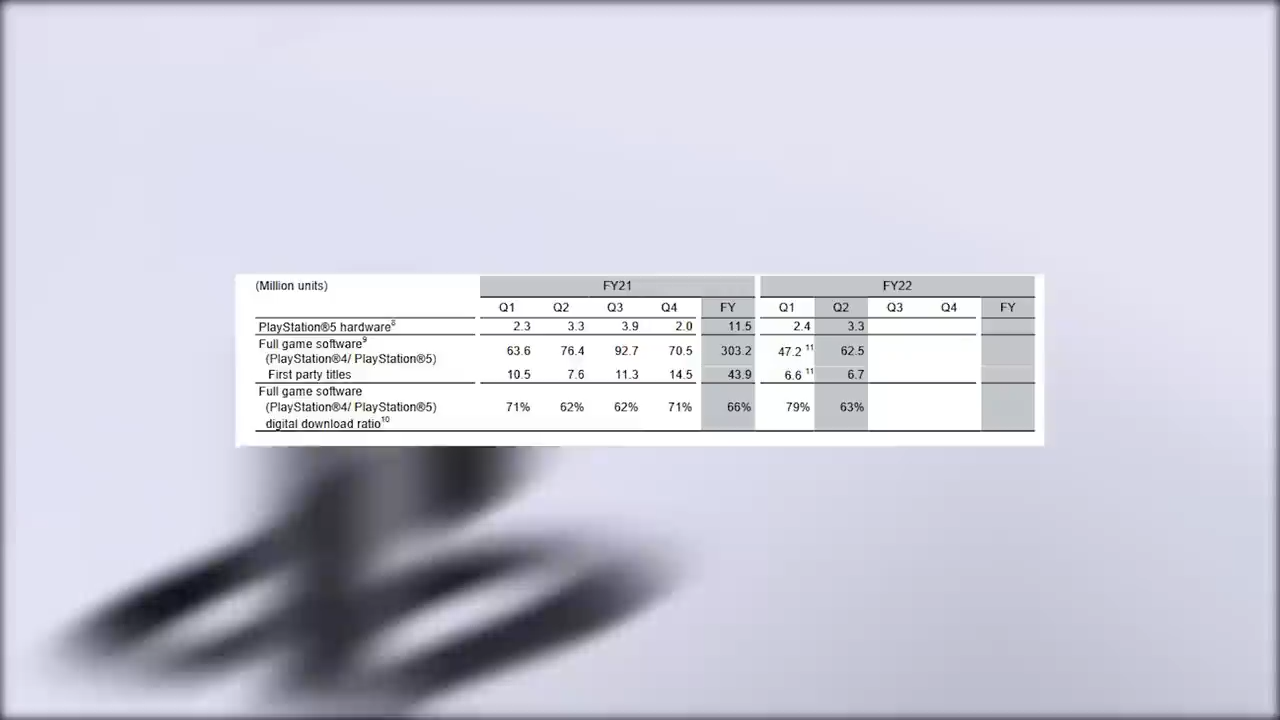 (Million units) FY21 FY22
Q1 Q2 Q3 Q4 FY Q1 Q2 Q3 Q4 FY
PlayStation®5 hardware8 2.3 3.3 3.9 2.0 11.5 2.4 3.3
Full game software9
(PlayStation®4/ PlayStation®5) 63.6 76.4 92.7 70.5 303.2 47.2 11 62.5
First party titles 10.5 7.6 11.3 14.5 43.9 6.6 11 6.7
Full game software
(PlayStation®4/ PlayStation®5) 71% 62% 62% 71% 66% 79% 63%
digital download ratio10